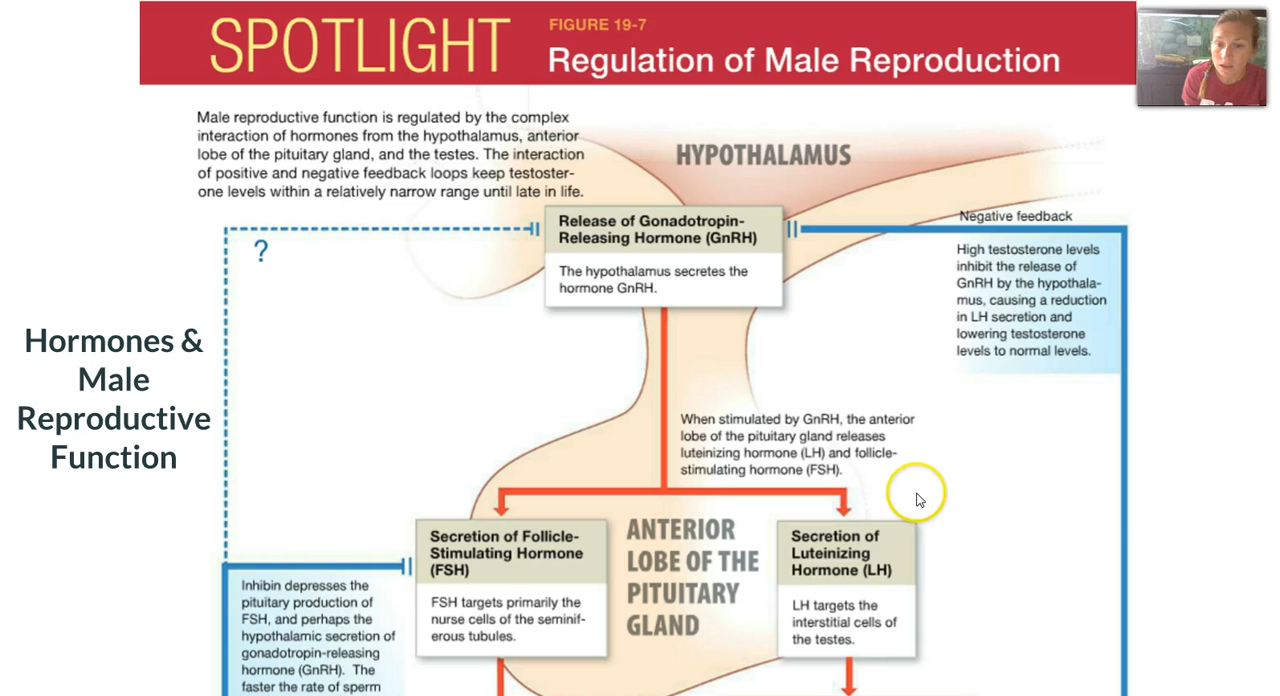 SPOTLIGHT
FIGURE 19-7
Regulation of Male Reproduction
Male reproductive function is regulated by the complex
interaction of hormones from the hypothalamus, anterior
lobe of the pituitary gland, and the testes. The interaction
of positive and negative feedback loops keep testoster-
one levels within a relatively narrow range until late in life.
HYPOTHALAMUS
Release of Gonadotropin-
Releasing Hormone (GnRH)
The hypothalamus secretes the
hormone GnRH.
Negative feedback
High testosterone levels
inhibit the release of
GnRH by the hypothala-
mus, causing a reduction
in LH secretion and
lowering testosterone
levels to normal levels.
?
Hormones &
Male
Reproductive
Function
When stimulated by GnRH, the anterior
lobe of the pituitary gland releases
luteinizing hormone (LH) and follicle-
stimulating hormone (FSH).
Secretion of Follicle-
Stimulating Hormone
(FSH)
FSH targets primarily the
nurse cells of the seminif-
erous tubules.
ANTERIOR
LOBE OF THE
PITUITARY
GLAND
Secretion of
Luteinizing
Hormone (LH)
LH targets the
interstitial cells of
the testes.
Inhibin depresses the
pituitary production of
FSH, and perhaps the
hypothalamic secretion of
gonadotropin-releasing
hormone (GnRH). The
faster the rate of sperm